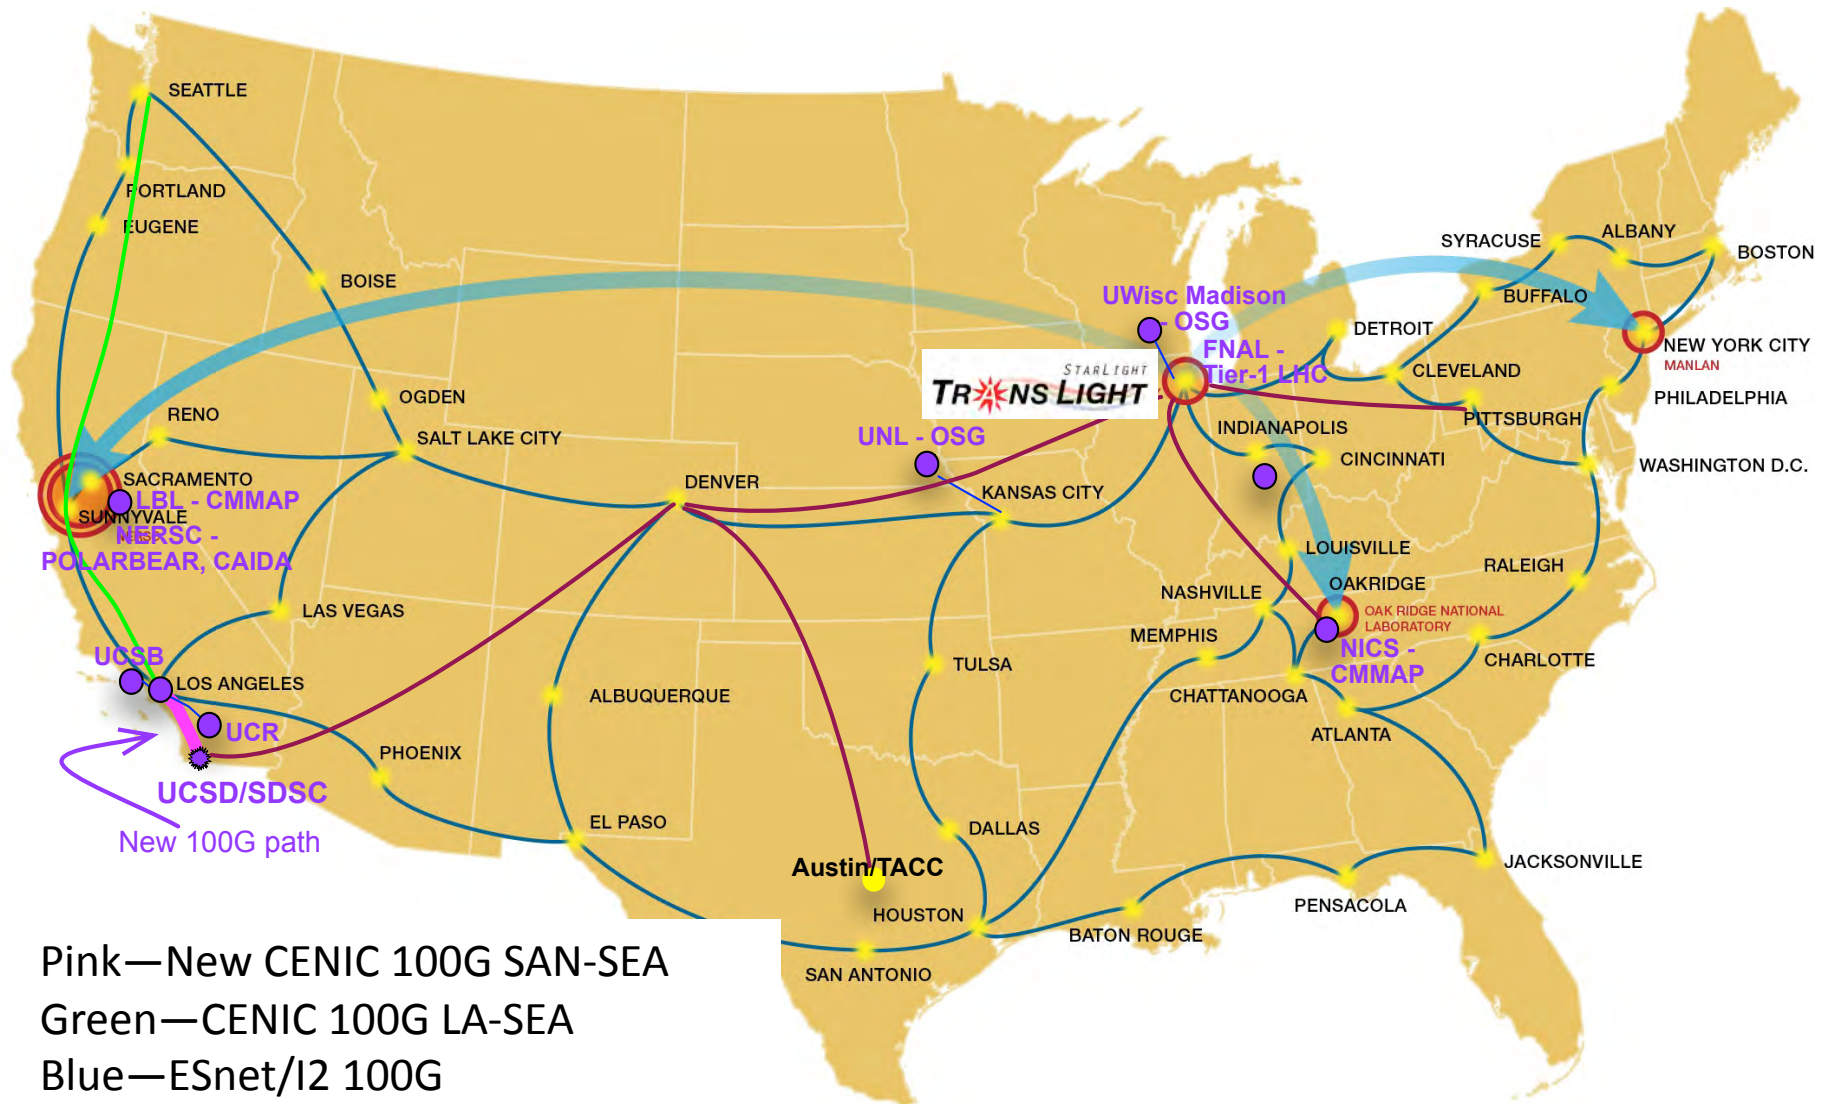 SEATTLE
PORTLAND
EUGENE
BOISE
OGDEN
RENO
SALT LAKE CITY
SACRAMENTO
LBL - CMMAP
SUNNYVALE
NERSC -
POLARBEAR, CAIDA
LAS VEGAS
UCSB
LOS ANGELES
UCR
UCSD/SDSC
New 100G path
PHOENIX
DENVER
ALBUQUERQUE
EL PASO
UNL - OSG
KANSAS CITY
TULSA
DALLAS
Austin/TACC
HOUSTON
SAN ANTONIO
BATON ROUGE
PENSACOLA
JACKSONVILLE
UWisc Madison
- OSG
FNAL -
Tier-1 LHC
STARLIGHT
TRANS LIGHT
DETROIT
CLEVELAND
PITTSBURGH
INDIANAPOLIS
CINCINNATI
LOUISVILLE
NASHVILLE
MEMPHIS
OAKRIDGE
OAK RIDGE NATIONAL
LABORATORY
NICS -
CMMAP
CHATTANOOGA
ATLANTA
CHARLOTTE
RALEIGH
WASHINGTON D.C.
PHILADELPHIA
NEW YORK CITY
MANLAN
BUFFALO
SYRACUSE
ALBANY
BOSTON
Pink—New CENIC 100G SAN-SEA
Green—CENIC 100G LA-SEA
Blue—ESnet/I2 100G